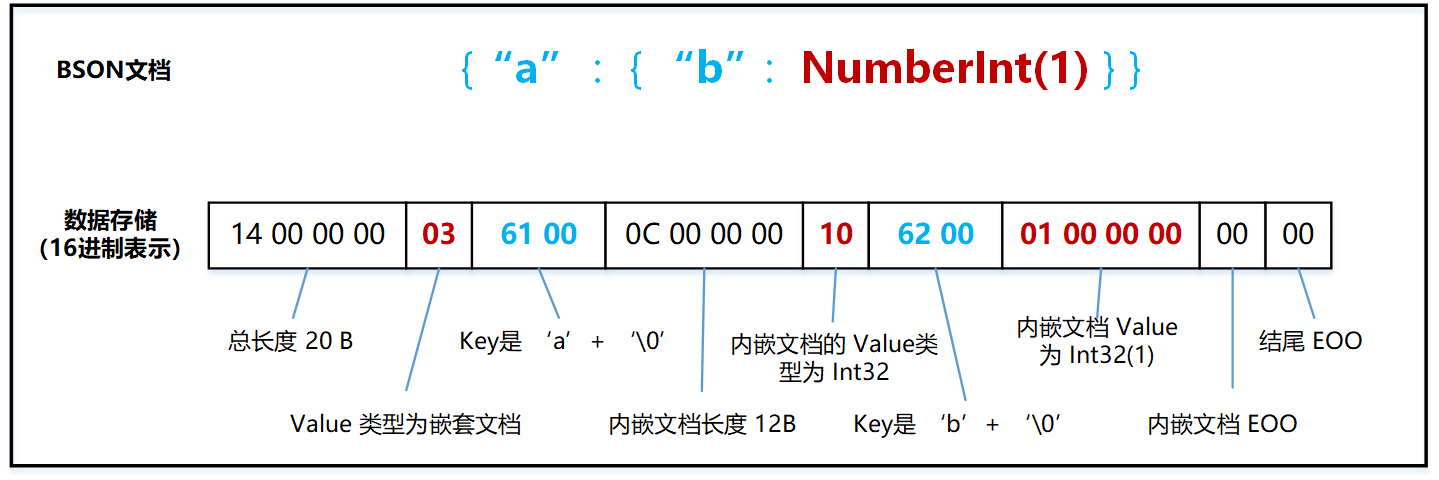 BSON文档
{ “a” : { “b” : NumberInt(1) } }
数据存储
(16进制表示)
14 00 00 00 03 61 00 0C 00 00 00 10 62 00 01 00 00 00 00 00
总长度 20 B
Key是 ‘a’ + ‘\0’
内嵌文档的 Value类
型为 Int32
内嵌文档 Value
为 Int32(1)
结尾 EOO
Value 类型为嵌套文档
内嵌文档长度 12B
Key是 ‘b’ + ‘\0’
内嵌文档 EOO